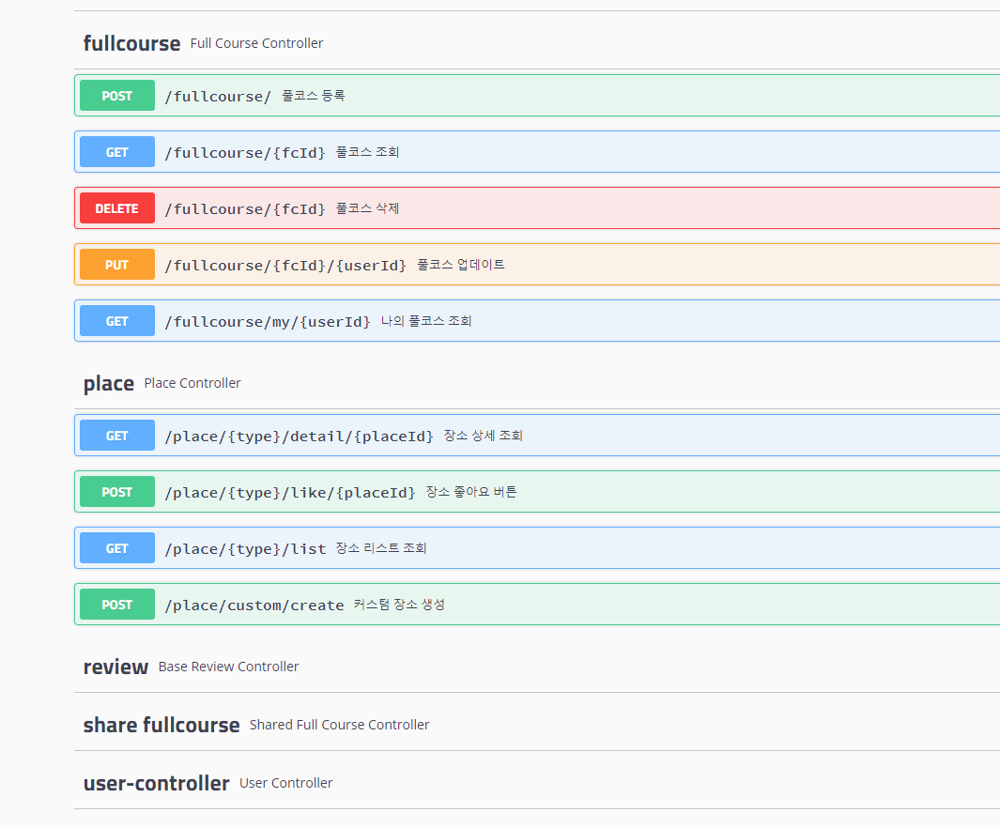 fullcourse Full Course Controller
POST /fullcourse/ 풀코스 등록
GET /fullcourse/{fcId} 풀코스 조회
DELETE /fullcourse/{fcId} 풀코스 삭제
PUT /fullcourse/{fcId}/{userId} 풀코스 업데이트
GET /fullcourse/my/{userId} 나의 풀코스 조회
place Place Controller
GET /place/{type}/detail/{placeId} 장소 상세 조회
POST /place/{type}/like/{placeId} 장소 좋아요 버튼
GET /place/{type}/list 장소 리스트 조회
POST /place/custom/create 커스텀 장소 생성
review Base Review Controller
share fullcourse Shared Full Course Controller
user-controller User Controller